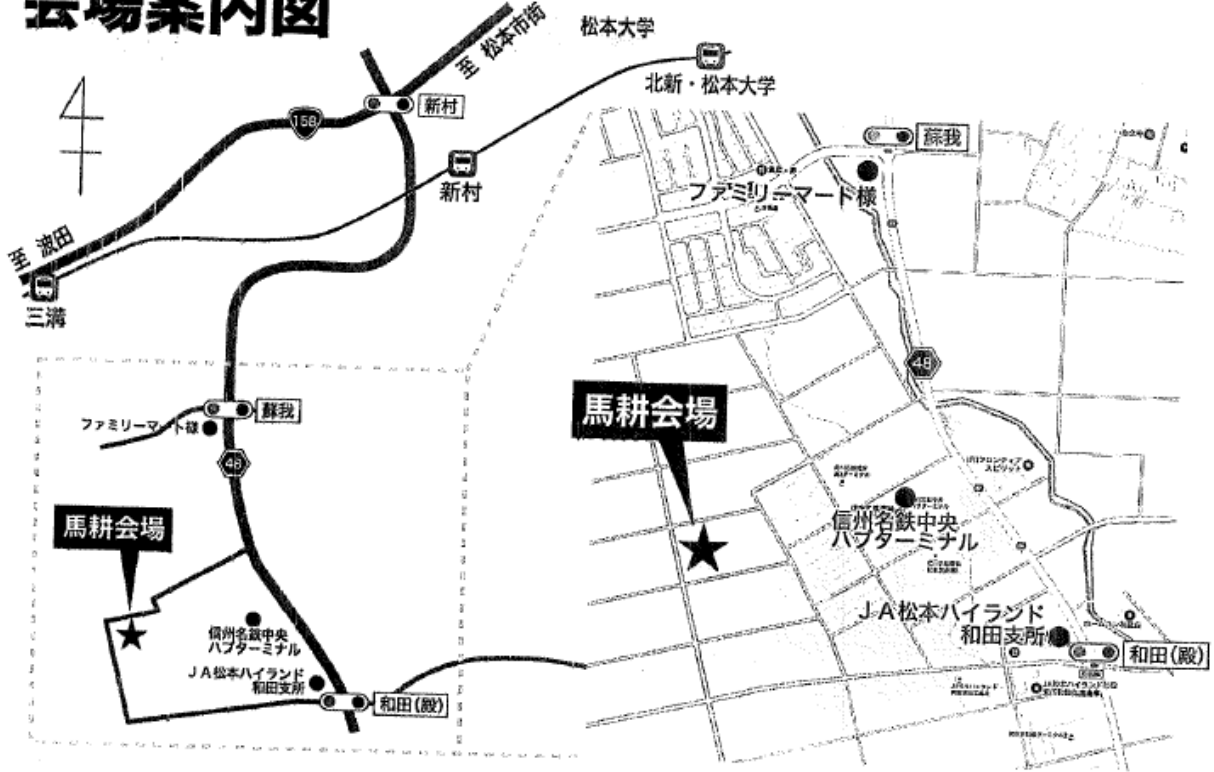 会場案内図
至 松本市街
松本大学
北新・松本大学
新村
158
新村
至 波田
三溝
蘇我
ファミリーマート様
48
馬耕会場
信州名鉄中央
ハブターミナル
JA松本ハイランド
和田支所
和田(殿)
蘇我
ファミリーマート様
48
馬耕会場
信州名鉄中央
ハブターミナル
JA松本ハイランド
和田支所
和田(殿)